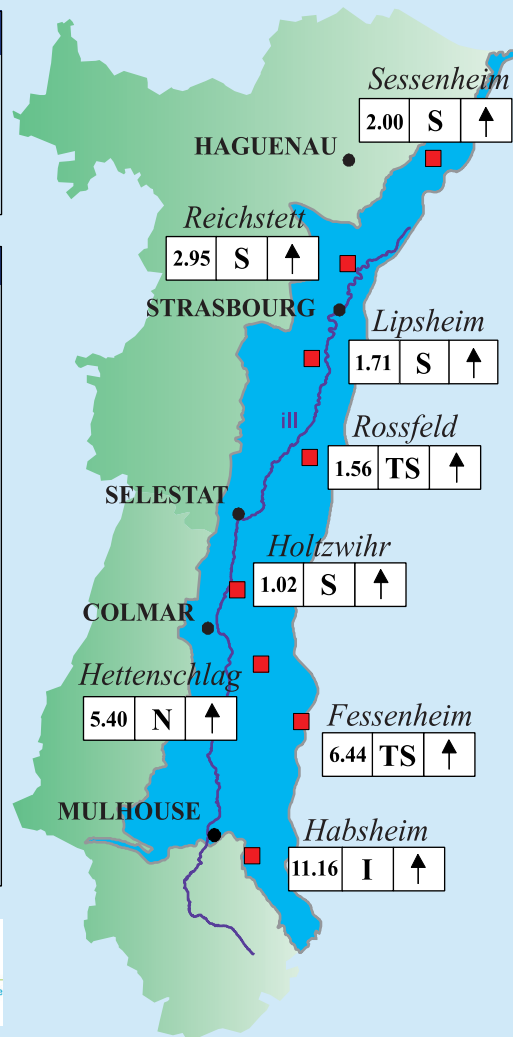 Sessenheim
2.00 S ↑
HAGUENAU
Reichstett
2.95 S ↑
STRASBOURG
Lipsheim
1.71 S ↑
ill
Rossfeld
1.56 TS ↑
SELESTAT
Holtzwihr
1.02 S ↑
COLMAR
Hettenschlag
5.40 N ↑
Fessenheim
6.44 TS ↑
MULHOUSE
Habsheim
11.16 I ↑
e